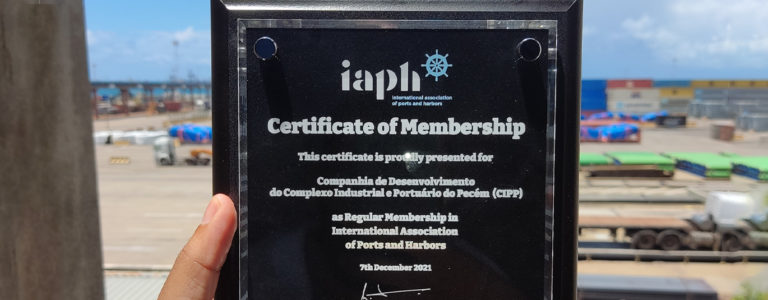 iaph
international association
of ports and harbors
Certificate of Membership
This certificate is proudly presented for
Companhia de Desenvolvimento
do Complexo Industrial e Portuário do Pecém (CIPP)
as Regular Membership in
International Association
of Ports and Harbors
7th December 2021